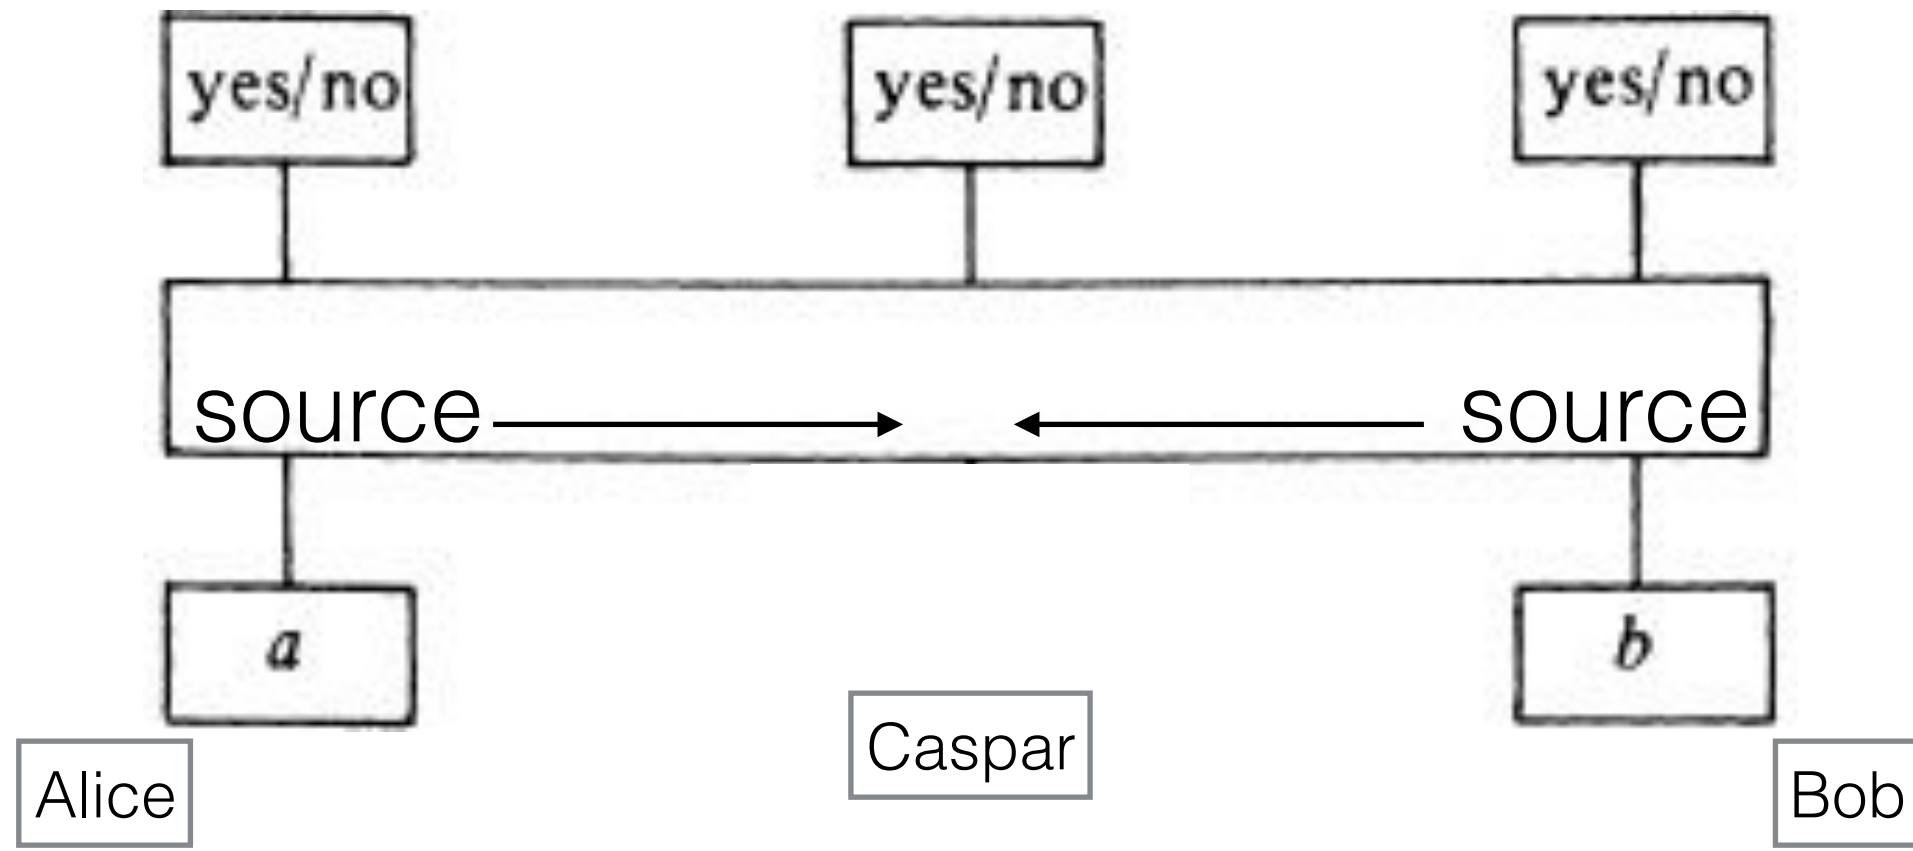 yes/no yes/no yes/no
source source
a b
Caspar
Alice Bob